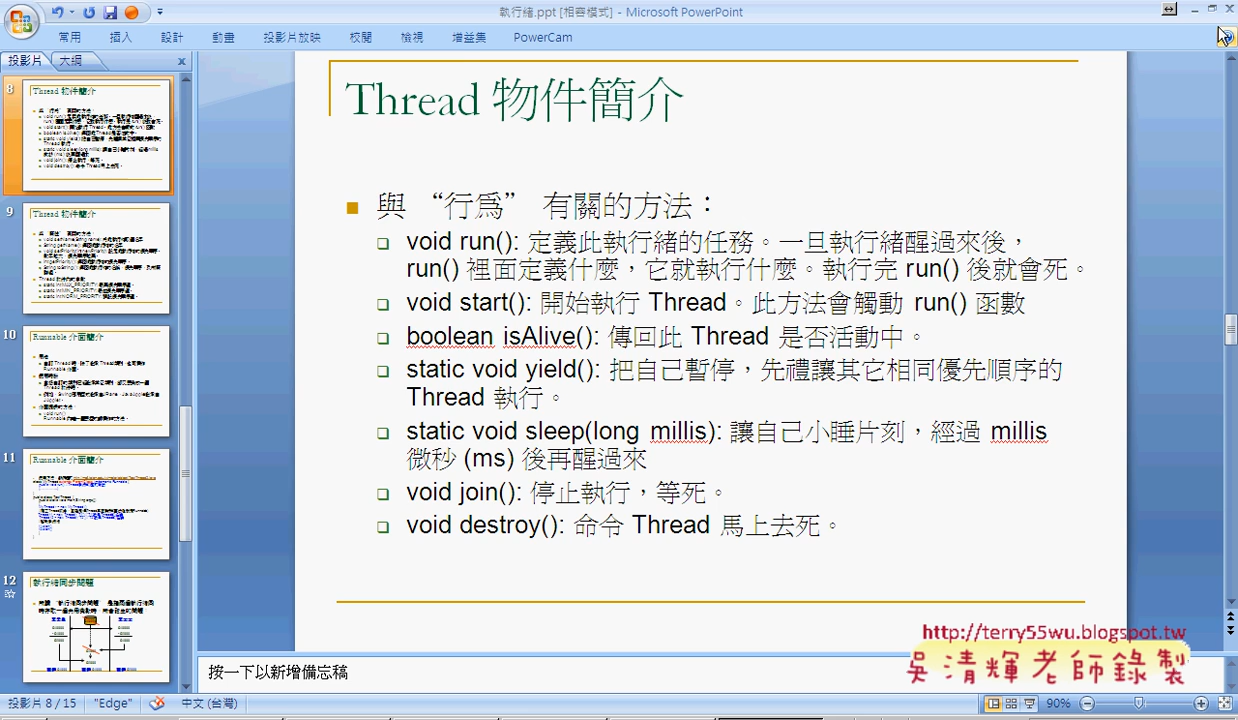 執行緒.ppt [相容模式] - Microsoft PowerPoint
常用 插入 設計 動畫 投影片放映 校閱 檢視 增益集 PowerCam
投影片 大綱
Thread 物件簡介
與 “行為” 有關的方法：
void run(): 定義此執行緒的任務。一旦執行緒醒過來後，
run() 裡面定義什麼，它就執行什麼。執行完 run() 後就會死。
void start(): 開始執行 Thread。此方法會觸動 run() 函數
boolean isAlive(): 傳回此 Thread 是否活動中。
static void yield(): 把自己暫停，先禮讓其它相同優先順序的
Thread 執行。
static void sleep(long millis): 讓自己小睡片刻，經過 millis
微秒 (ms) 後再醒過來
void join(): 停止執行，等死。
void destroy(): 命令 Thread 馬上去死。
8
Thread 物件簡介
9
Thread 物件簡介
10
Runnable 介面簡介
11
Runnable 介面簡介
12
執行緒同步問題
http://terry55wu.blogspot.tw
吳清輝老師錄製
按一下以新增備忘稿
投影片 8 / 15 "Edge" 中文 (台灣) 90%